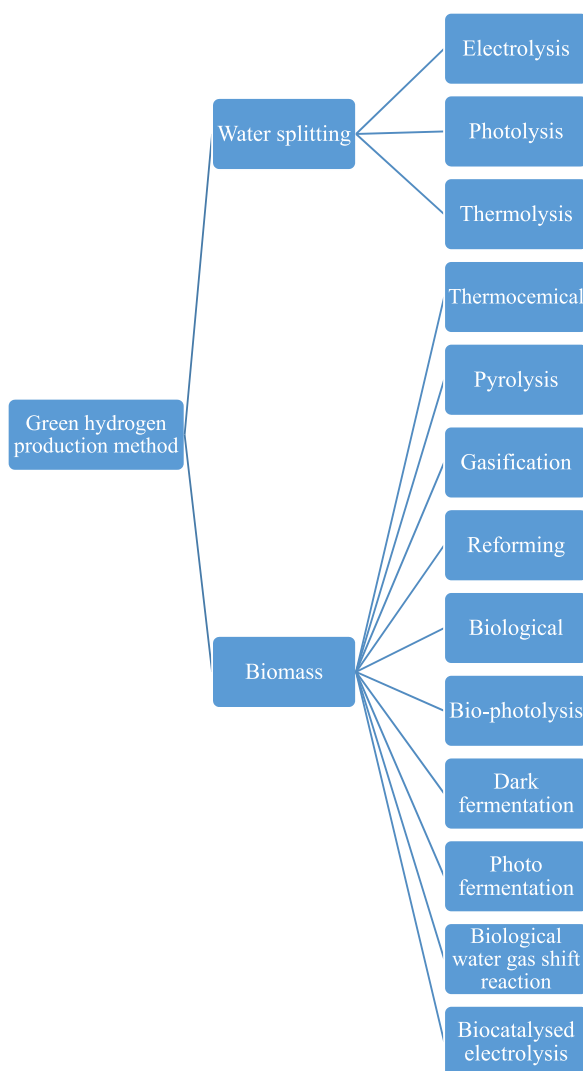 Green hydrogen
production method
Water splitting
Electrolysis
Photolysis
Thermolysis
Biomass
Thermocemical
Pyrolysis
Gasification
Reforming
Biological
Bio-photolysis
Dark
fermentation
Photo
fermentation
Biological
water gas shift
reaction
Biocatalysed
electrolysis